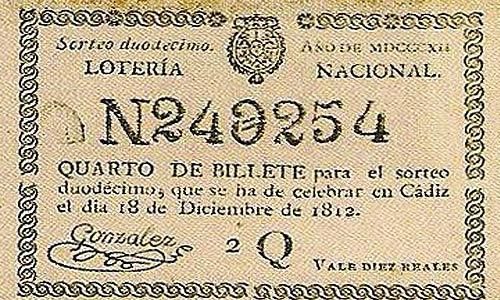 Sorteo duodecimo. AÑO DE MDCCCXII
LOTERÍA NACIONAL.
N240254
QUARTO DE BILLETE para el sorteo
duodécimo, que se ha de celebrar en Cádiz
el dia 18 de Diciembre de 1812.
Gonzalez 2 Q VALE DIEZ REALES